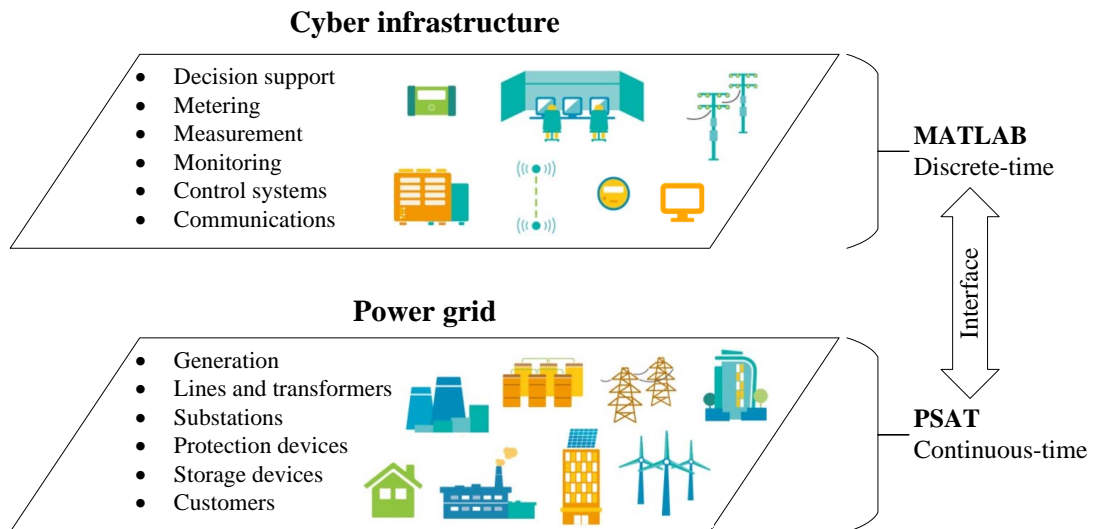 Cyber infrastructure
• Decision support
• Metering
• Measurement
• Monitoring
• Control systems
• Communications
MATLAB
Discrete-time
Interface
Power grid
• Generation
• Lines and transformers
• Substations
• Protection devices
• Storage devices
• Customers
PSAT
Continuous-time